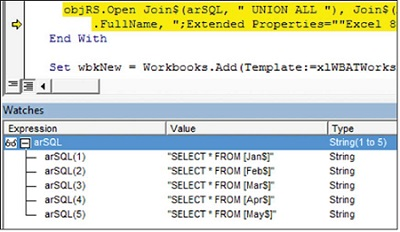 objRS.Open Join$(arSQL, " UNION ALL "), Join$(
.FullName, ";Extended Properties=""Excel 8
End With
Set wbkNew = Workbooks.Add(Template:=xlWBATWorks
Watches
Expression Value Type
arSQL String(1 to 5)
arSQL(1) "SELECT * FROM [Jan$]" String
arSQL(2) "SELECT * FROM [Feb$]" String
arSQL(3) "SELECT * FROM [Mar$]" String
arSQL(4) "SELECT * FROM [Apr$]" String
arSQL(5) "SELECT * FROM [May$]" String